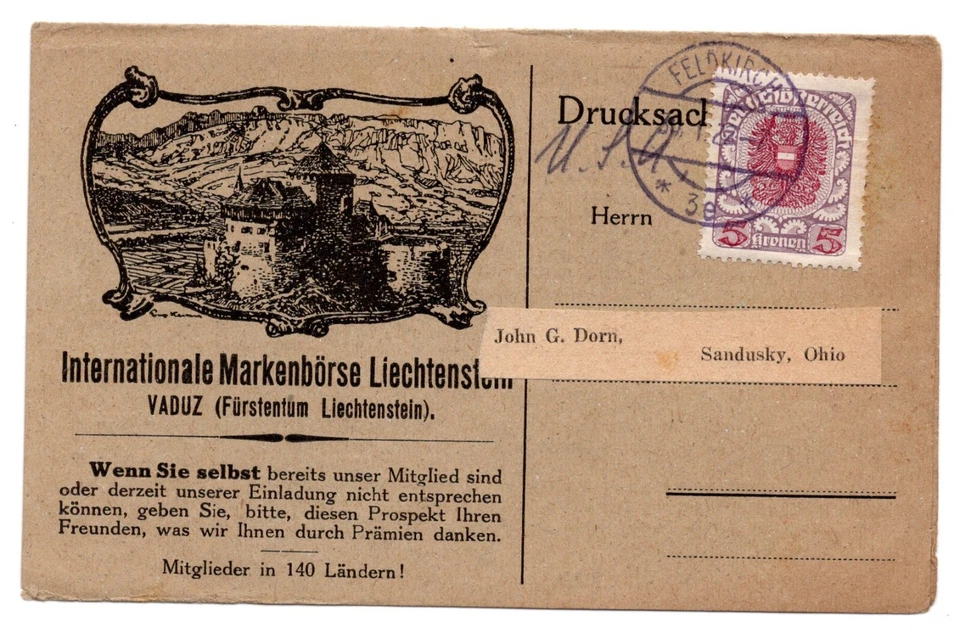 Internationale Markenbörse Liechtenstein
VADUZ (Fürstentum Liechtenstein).
Wenn Sie selbst bereits unser Mitglied sind
oder derzeit unserer Einladung nicht entsprechen
können, geben Sie, bitte, diesen Prospekt Ihren
Freunden, was wir Ihnen durch Prämien danken.
Mitglieder in 140 Ländern!
Drucksach
U.S.A.
FELDKIRCH
* 3e *
5 Kronen 5
Herrn
John G. Dorn,
Sandusky, Ohio